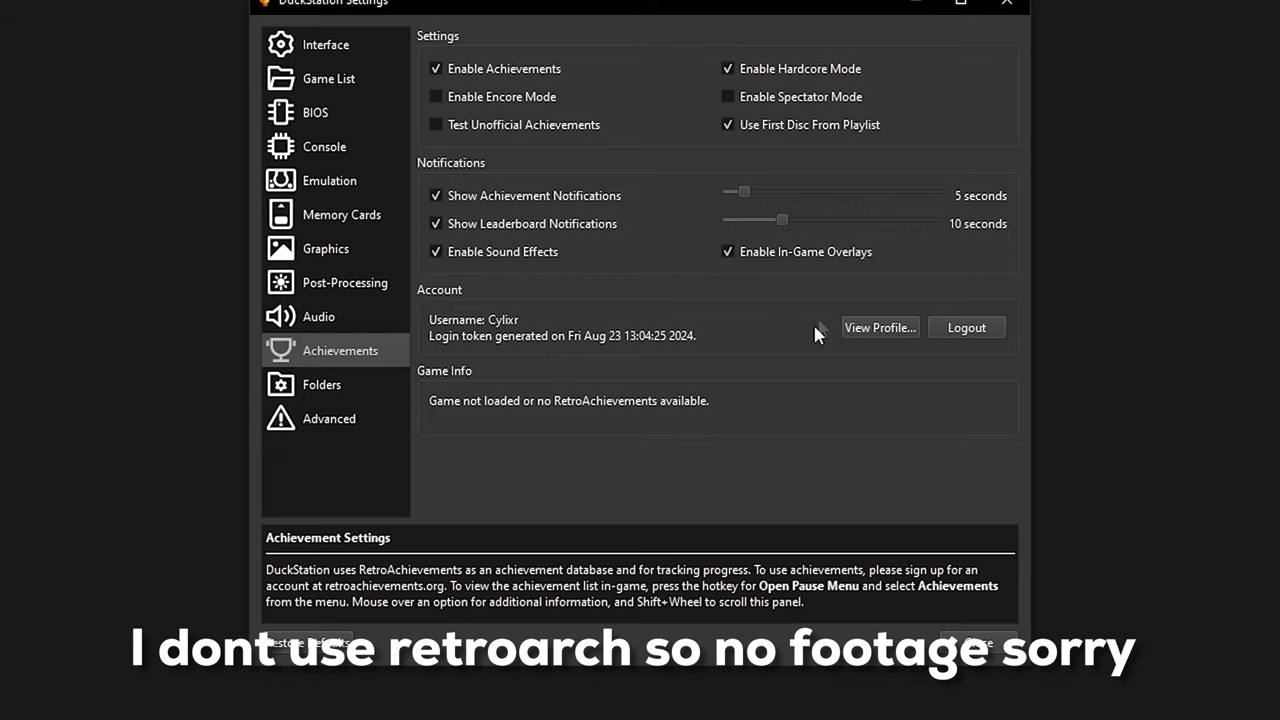 DuckStation Settings
Interface
Game List
BIOS
Console
Emulation
Memory Cards
Graphics
Post-Processing
Audio
Achievements
Folders
Advanced
Settings
Enable Achievements
Enable Hardcore Mode
Enable Encore Mode
Enable Spectator Mode
Test Unofficial Achievements
Use First Disc From Playlist
Notifications
Show Achievement Notifications
5 seconds
Show Leaderboard Notifications
10 seconds
Enable Sound Effects
Enable In-Game Overlays
Account
Username: Cylixr
Login token generated on Fri Aug 23 13:04:25 2024.
View Profile...
Logout
Game Info
Game not loaded or no RetroAchievements available.
Achievement Settings
DuckStation uses RetroAchievements as an achievement database and for tracking progress. To use achievements, please sign up for an
account at retroachievements.org. To view the achievement list in-game, press the hotkey for Open Pause Menu and select Achievements
from the menu. Mouse over an option for additional information, and Shift+Wheel to scroll this panel.
I dont use retroarch so no footage sorry